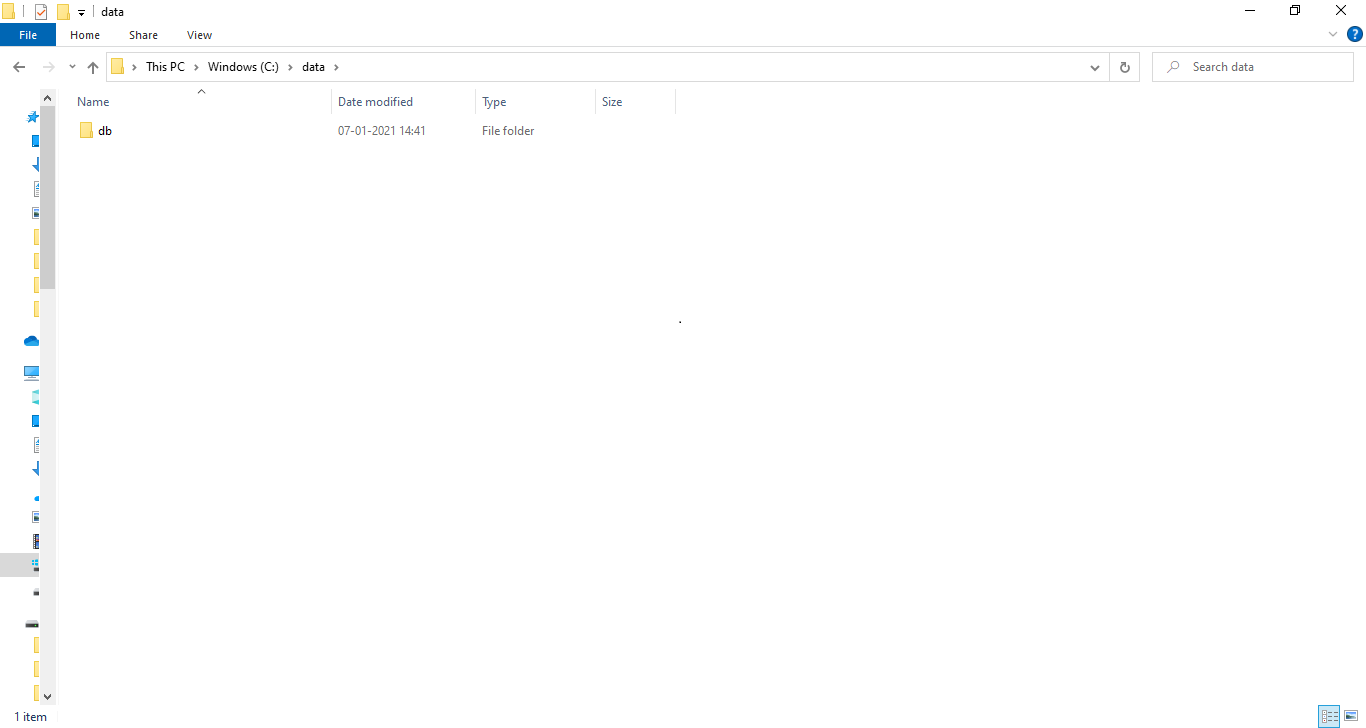 data
File Home Share View
?
This PC Windows (C:) data
Search data
Name Date modified Type Size
db 07-01-2021 14:41 File folder
1 item